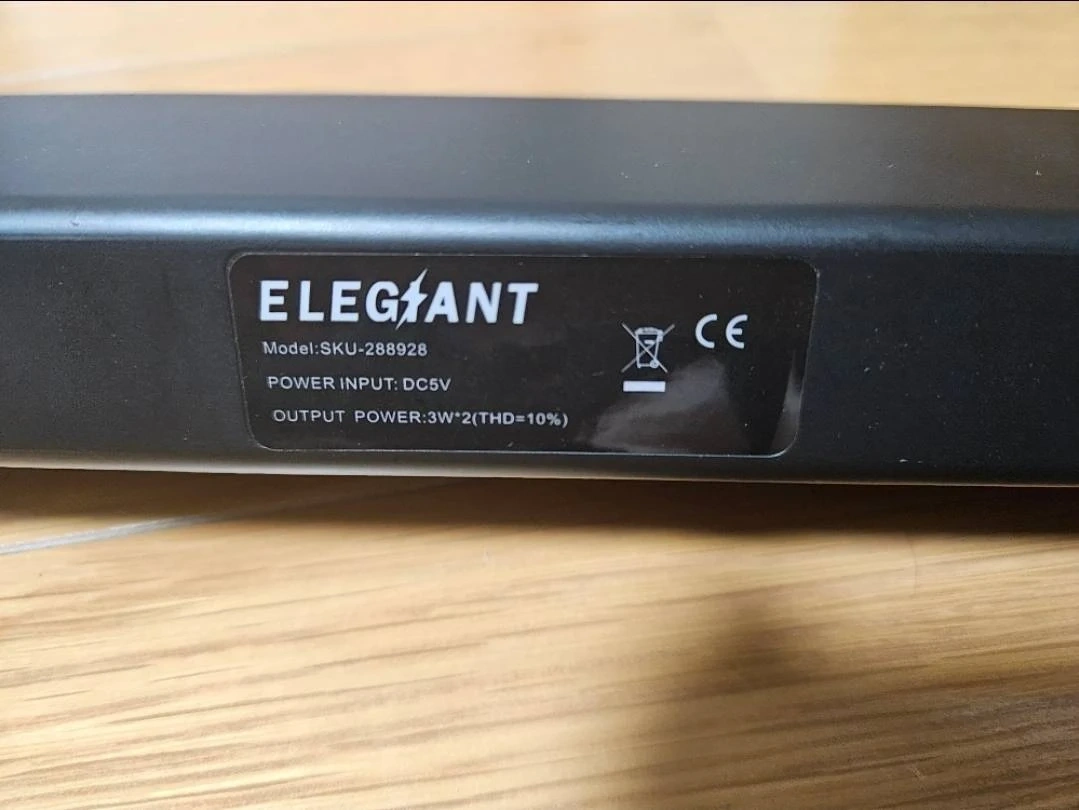 ELEGIANT
Model:SKU-288928
POWER INPUT: DC5V
OUTPUT POWER:3W*2(THD=10%)
CE